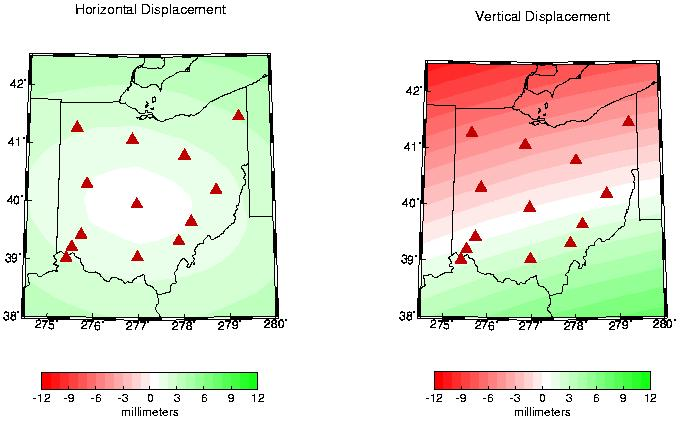 Horizontal Displacement
42˚
41˚
40˚
39˚
38˚
275˚ 276˚ 277˚ 278˚ 279˚ 280˚
-12 -9 -6 -3 0 3 6 9 12
millimeters
Vertical Displacement
42˚
41˚
40˚
39˚
38˚
275˚ 276˚ 277˚ 278˚ 279˚ 280˚
-12 -9 -6 -3 0 3 6 9 12
millimeters